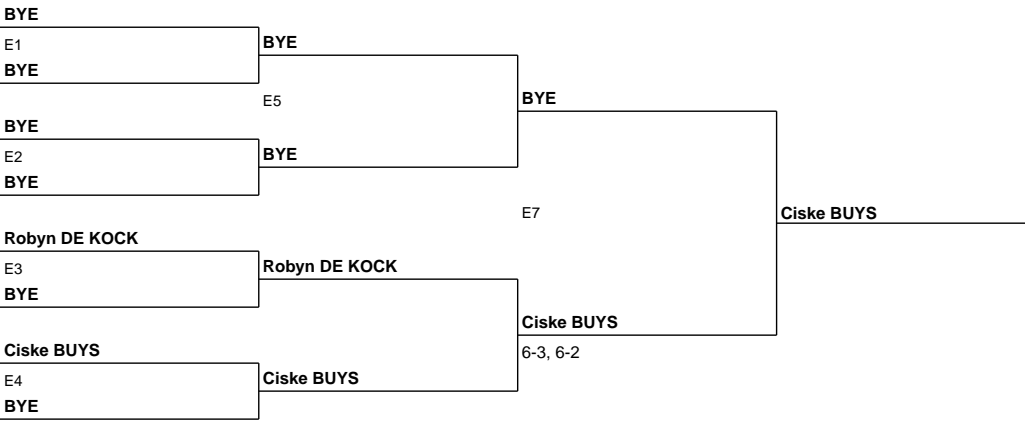 BYE
E1
BYE
BYE
E5
BYE
BYE
E2
BYE
BYE
E7
Ciske BUYS
Robyn DE KOCK
E3
Robyn DE KOCK
BYE
Ciske BUYS
6-3, 6-2
Ciske BUYS
E4
Ciske BUYS
BYE